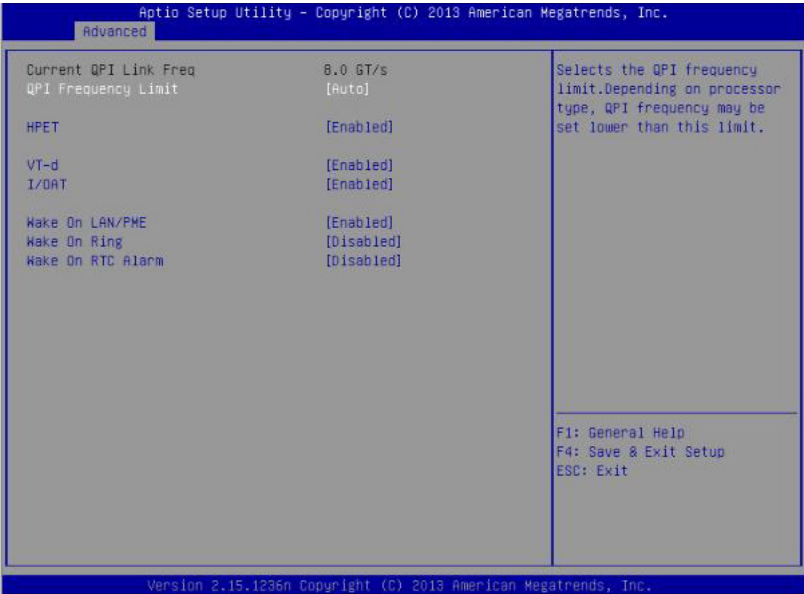 Aptio Setup Utility – Copyright (C) 2013 American Megatrends, Inc.
Advanced
Current QPI Link Freq 8.0 GT/s
QPI Frequency Limit [Auto]
HPET [Enabled]
VT-d [Enabled]
I/OAT [Enabled]
Wake On LAN/PME [Enabled]
Wake On Ring [Disabled]
Wake On RTC Alarm [Disabled]
Selects the QPI frequency
limit.Depending on processor
type, QPI frequency may be
set lower than this limit.
F1: General Help
F4: Save & Exit Setup
ESC: Exit
Version 2.15.1236n Copyright (C) 2013 American Megatrends, Inc.